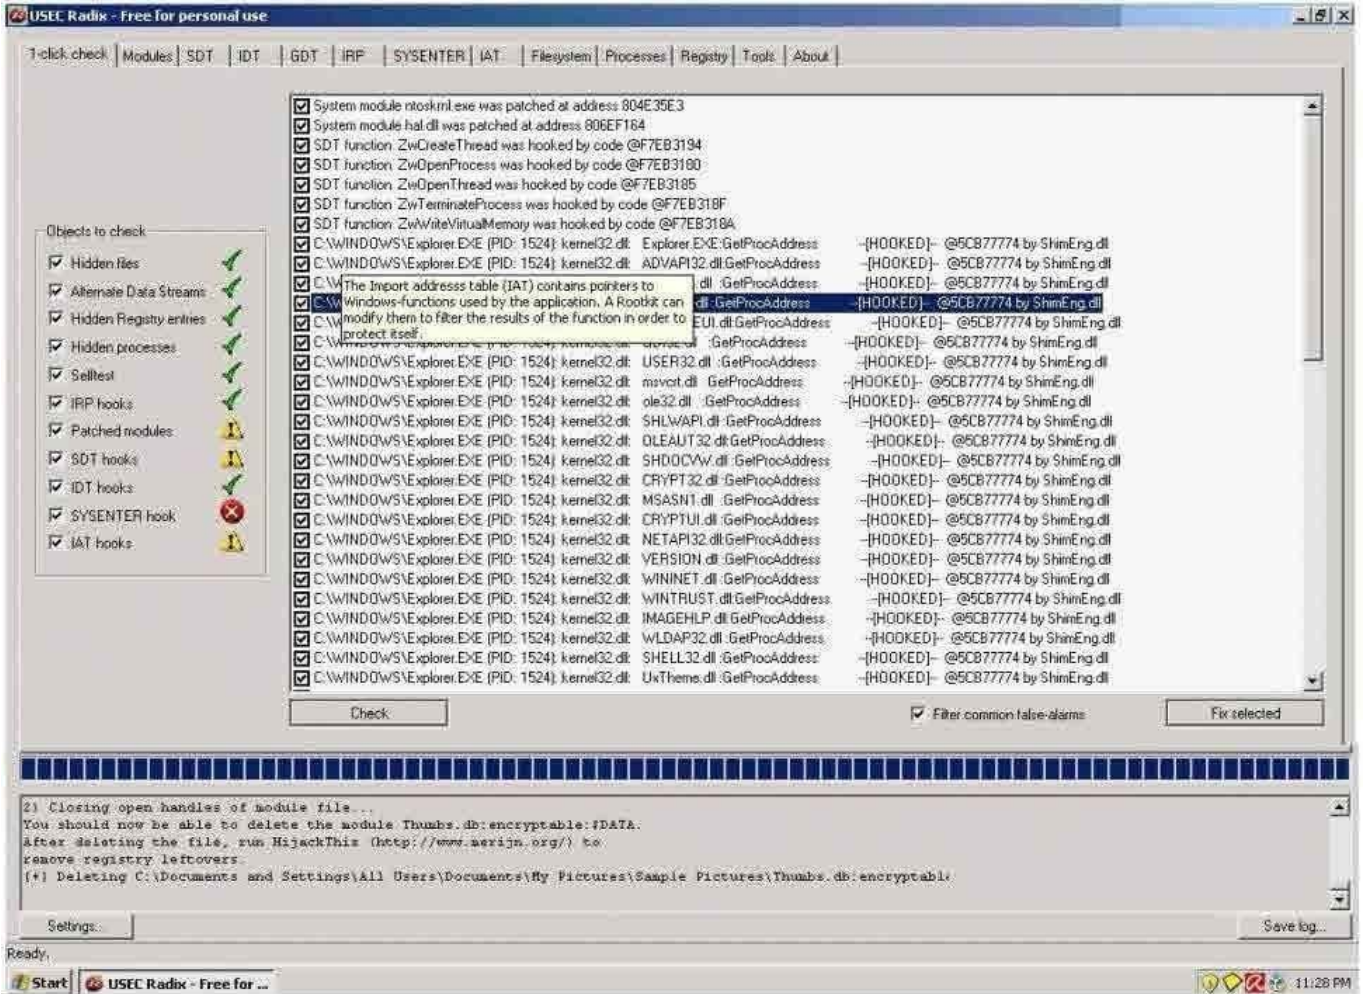 USEC Radix - Free for personal use
1-click check Modules SDT IDT GDT IRP SYSENTER IAT Filesystem Processes Registry Tools About
Objects to check
Hidden files
Alternate Data Streams
Hidden Registry entries
Hidden processes
Selftest
IRP hooks
Patched modules
SDT hooks
IDT hooks
SYSENTER hook
IAT hooks
System module ntoskrnl.exe was patched at address 804E35E3
System module hal.dll was patched at address 806EF164
SDT function ZwCreateThread was hooked by code @F7EB3194
SDT function ZwOpenProcess was hooked by code @F7EB3180
SDT function ZwOpenThread was hooked by code @F7EB3185
SDT function ZwTerminateProcess was hooked by code @F7EB318F
SDT function ZwWriteVirtualMemory was hooked by code @F7EB318A
C:\WINDOWS\Explorer.EXE (PID: 1524): kernel32.dll: Explorer.EXE:GetProcAddress --[HOOKED]-- @5CB77774 by ShimEng.dll
C:\WINDOWS\Explorer.EXE (PID: 1524): kernel32.dll: ADVAPI32.dll:GetProcAddress --[HOOKED]-- @5CB77774 by ShimEng.dll
C:\W .dll :GetProcAddress --[HOOKED]-- @5CB77774 by ShimEng.dll
C:\W dll :GetProcAddress --[HOOKED]-- @5CB77774 by ShimEng.dll
C:\W EUI.dll:GetProcAddress --[HOOKED]-- @5CB77774 by ShimEng.dll
The Import addresss table (IAT) contains pointers to
Windows-functions used by the application. A Rootkit can
modify them to filter the results of the function in order to
protect itself.
:GetProcAddress --[HOOKED]-- @5CB77774 by ShimEng.dll
C:\WINDOWS\Explorer.EXE (PID: 1524): kernel32.dll: USER32.dll :GetProcAddress --[HOOKED]-- @5CB77774 by ShimEng.dll
C:\WINDOWS\Explorer.EXE (PID: 1524): kernel32.dll: msvcrt.dll :GetProcAddress --[HOOKED]-- @5CB77774 by ShimEng.dll
C:\WINDOWS\Explorer.EXE (PID: 1524): kernel32.dll: ole32.dll :GetProcAddress --[HOOKED]-- @5CB77774 by ShimEng.dll
C:\WINDOWS\Explorer.EXE (PID: 1524): kernel32.dll: SHLWAPI.dll:GetProcAddress --[HOOKED]-- @5CB77774 by ShimEng.dll
C:\WINDOWS\Explorer.EXE (PID: 1524): kernel32.dll: OLEAUT32.dll:GetProcAddress --[HOOKED]-- @5CB77774 by ShimEng.dll
C:\WINDOWS\Explorer.EXE (PID: 1524): kernel32.dll: SHDOCVW.dll:GetProcAddress --[HOOKED]-- @5CB77774 by ShimEng.dll
C:\WINDOWS\Explorer.EXE (PID: 1524): kernel32.dll: CRYPT32.dll:GetProcAddress --[HOOKED]-- @5CB77774 by ShimEng.dll
C:\WINDOWS\Explorer.EXE (PID: 1524): kernel32.dll: MSASN1.dll :GetProcAddress --[HOOKED]-- @5CB77774 by ShimEng.dll
C:\WINDOWS\Explorer.EXE (PID: 1524): kernel32.dll: CRYPTUI.dll:GetProcAddress --[HOOKED]-- @5CB77774 by ShimEng.dll
C:\WINDOWS\Explorer.EXE (PID: 1524): kernel32.dll: NETAPI32.dll:GetProcAddress --[HOOKED]-- @5CB77774 by ShimEng.dll
C:\WINDOWS\Explorer.EXE (PID: 1524): kernel32.dll: VERSION.dll:GetProcAddress --[HOOKED]-- @5CB77774 by ShimEng.dll
C:\WINDOWS\Explorer.EXE (PID: 1524): kernel32.dll: WININET.dll:GetProcAddress --[HOOKED]-- @5CB77774 by ShimEng.dll
C:\WINDOWS\Explorer.EXE (PID: 1524): kernel32.dll: WINTRUST.dll:GetProcAddress --[HOOKED]-- @5CB77774 by ShimEng.dll
C:\WINDOWS\Explorer.EXE (PID: 1524): kernel32.dll: IMAGEHLP.dll:GetProcAddress --[HOOKED]-- @5CB77774 by ShimEng.dll
C:\WINDOWS\Explorer.EXE (PID: 1524): kernel32.dll: WLDAP32.dll:GetProcAddress --[HOOKED]-- @5CB77774 by ShimEng.dll
C:\WINDOWS\Explorer.EXE (PID: 1524): kernel32.dll: SHELL32.dll:GetProcAddress --[HOOKED]-- @5CB77774 by ShimEng.dll
C:\WINDOWS\Explorer.EXE (PID: 1524): kernel32.dll: UxTheme.dll:GetProcAddress --[HOOKED]-- @5CB77774 by ShimEng.dll
Check Filter common false-alarms Fix selected
2) Closing open handles of module file...
You should now be able to delete the module Thumbs.db:encryptable:$DATA.
After deleting the file, run HijackThis (http://www.merijn.org/) to
remove registry leftovers.
[+] Deleting C:\Documents and Settings\All Users\Documents\My Pictures\Sample Pictures\Thumbs.db:encryptabl
Settings... Save log...
Ready.
Start USEC Radix - Free for ... 11:28 PM